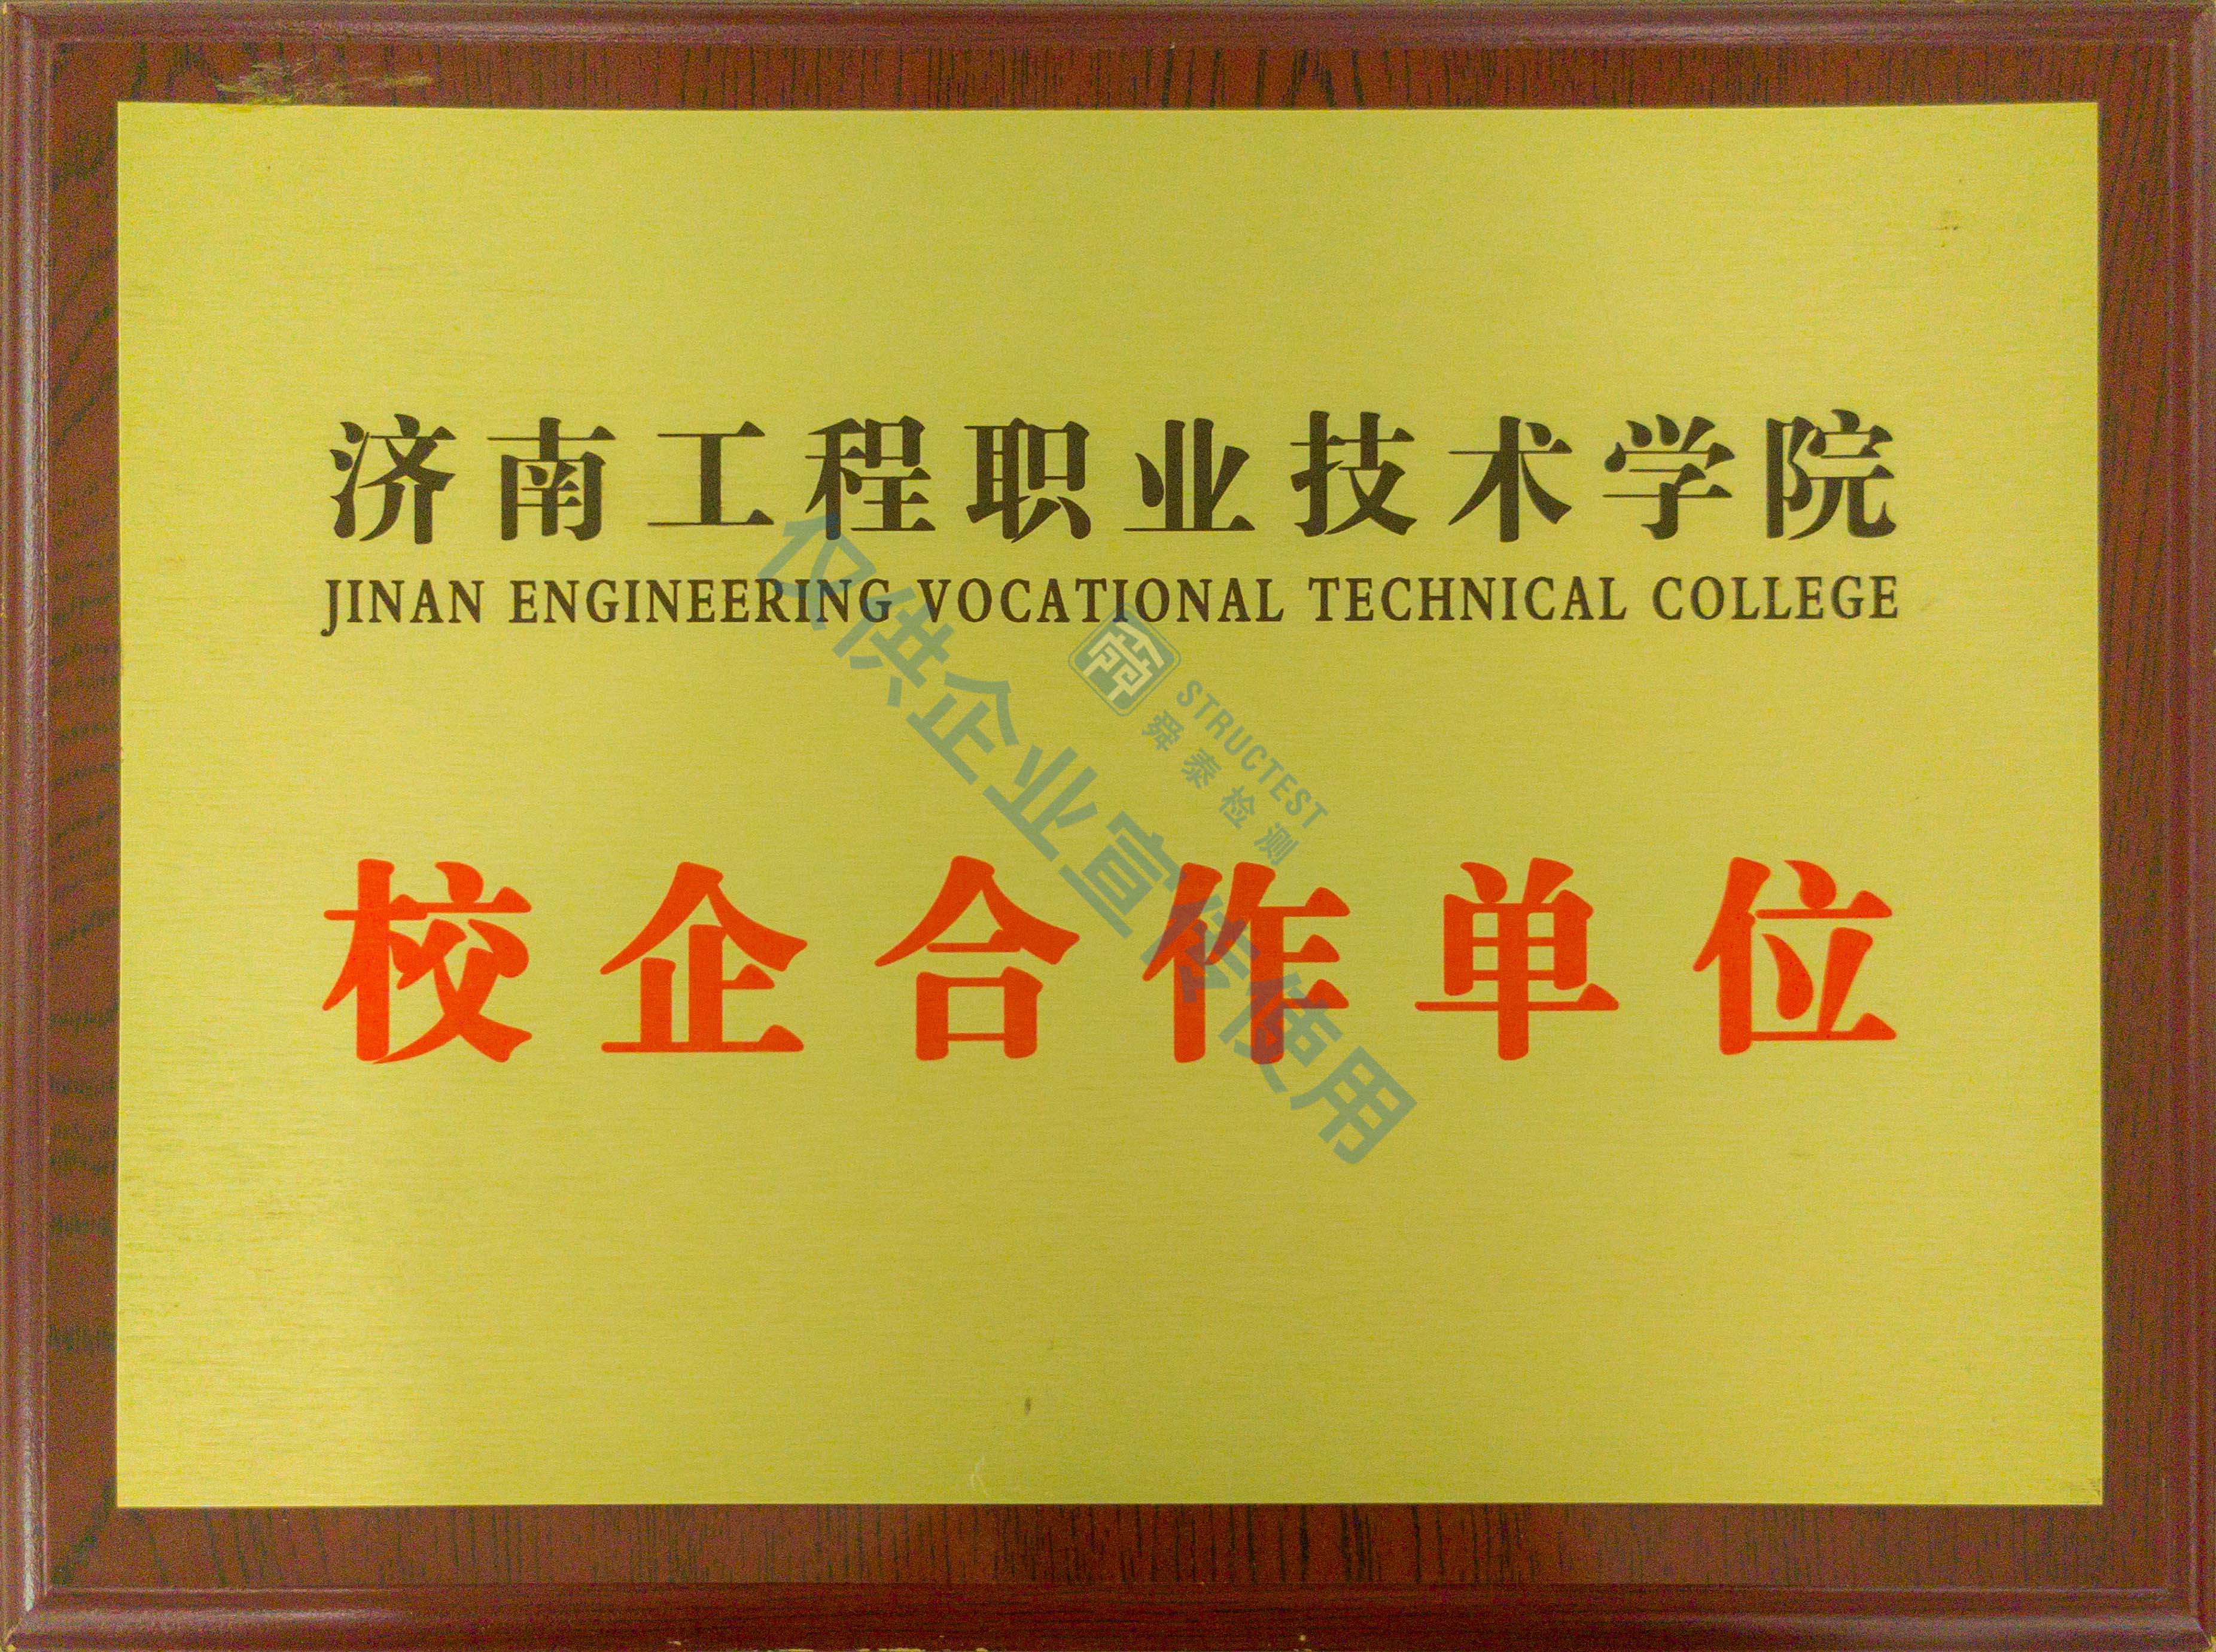 济南工程职业技术学院
JINAN ENGINEERING VOCATIONAL TECHNICAL COLLEGE
STRUCTEST
舜泰检测
仅供企业宣传使用
校企合作单位